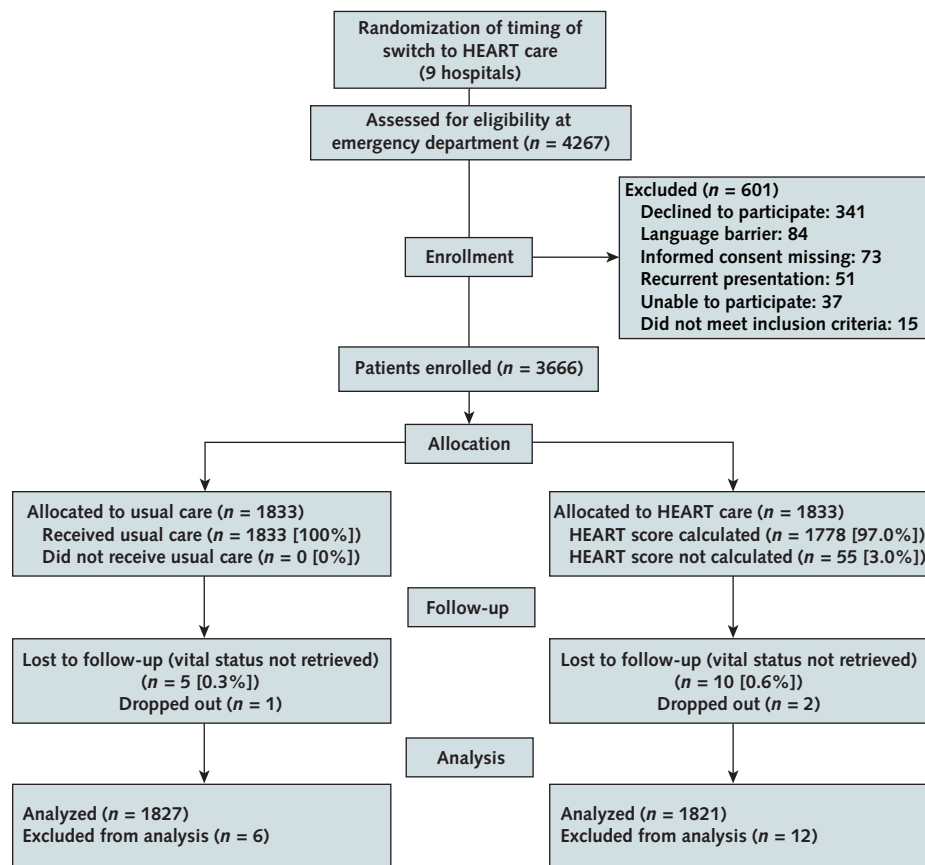 Randomization of timing of
switch to HEART care
(9 hospitals)
Assessed for eligibility at
emergency department (n = 4267)
Excluded (n = 601)
Declined to participate: 341
Language barrier: 84
Informed consent missing: 73
Recurrent presentation: 51
Unable to participate: 37
Did not meet inclusion criteria: 15
Enrollment
Patients enrolled (n = 3666)
Allocation
Allocated to usual care (n = 1833)
Received usual care (n = 1833 [100%])
Did not receive usual care (n = 0 [0%])
Allocated to HEART care (n = 1833)
HEART score calculated (n = 1778 [97.0%])
HEART score not calculated (n = 55 [3.0%])
Follow-up
Lost to follow-up (vital status not retrieved)
(n = 5 [0.3%])
Dropped out (n = 1)
Lost to follow-up (vital status not retrieved)
(n = 10 [0.6%])
Dropped out (n = 2)
Analysis
Analyzed (n = 1827)
Excluded from analysis (n = 6)
Analyzed (n = 1821)
Excluded from analysis (n = 12)